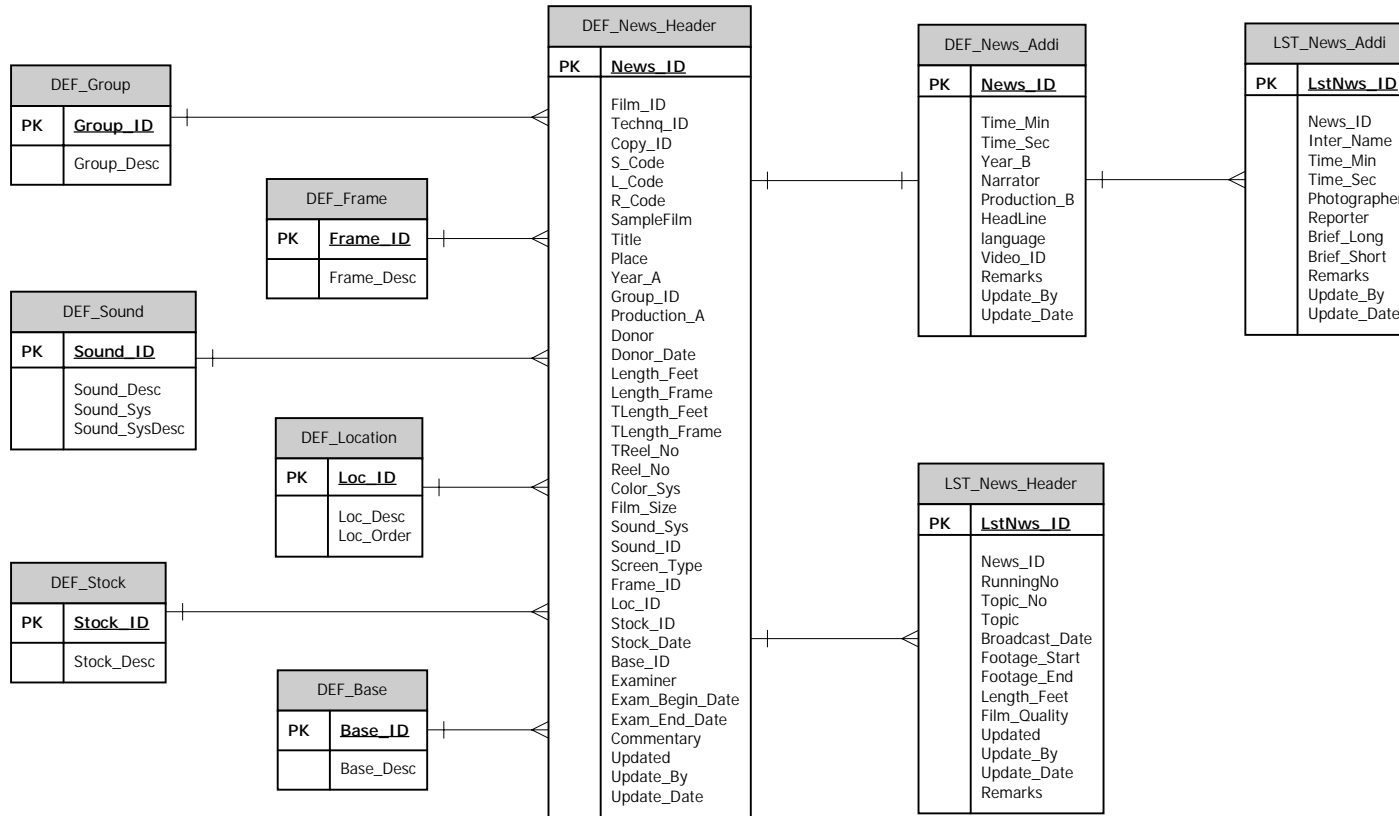 DEF_Group
PK Group_ID
Group_Desc
DEF_Frame
PK Frame_ID
Frame_Desc
DEF_Sound
PK Sound_ID
Sound_Desc
Sound_Sys
Sound_SysDesc
DEF_Location
PK Loc_ID
Loc_Desc
Loc_Order
DEF_Stock
PK Stock_ID
Stock_Desc
DEF_Base
PK Base_ID
Base_Desc
DEF_News_Header
PK News_ID
Film_ID
Technq_ID
Copy_ID
S_Code
L_Code
R_Code
SampleFilm
Title
Place
Year_A
Group_ID
Production_A
Donor
Donor_Date
Length_Feet
Length_Frame
TLength_Feet
TLength_Frame
TReel_No
Reel_No
Color_Sys
Film_Size
Sound_Sys
Sound_ID
Screen_Type
Frame_ID
Loc_ID
Stock_ID
Stock_Date
Base_ID
Examiner
Exam_Begin_Date
Exam_End_Date
Commentary
Updated
Update_By
Update_Date
DEF_News_Addi
PK News_ID
Time_Min
Time_Sec
Year_B
Narrator
Production_B
HeadLine
language
Video_ID
Remarks
Update_By
Update_Date
LST_News_Addi
PK LstNws_ID
News_ID
Inter_Name
Time_Min
Time_Sec
Photographer
Reporter
Brief_Long
Brief_Short
Remarks
Update_By
Update_Date
LST_News_Header
PK LstNws_ID
News_ID
RunningNo
Topic_No
Topic
Broadcast_Date
Footage_Start
Footage_End
Length_Feet
Film_Quality
Updated
Update_By
Update_Date
Remarks